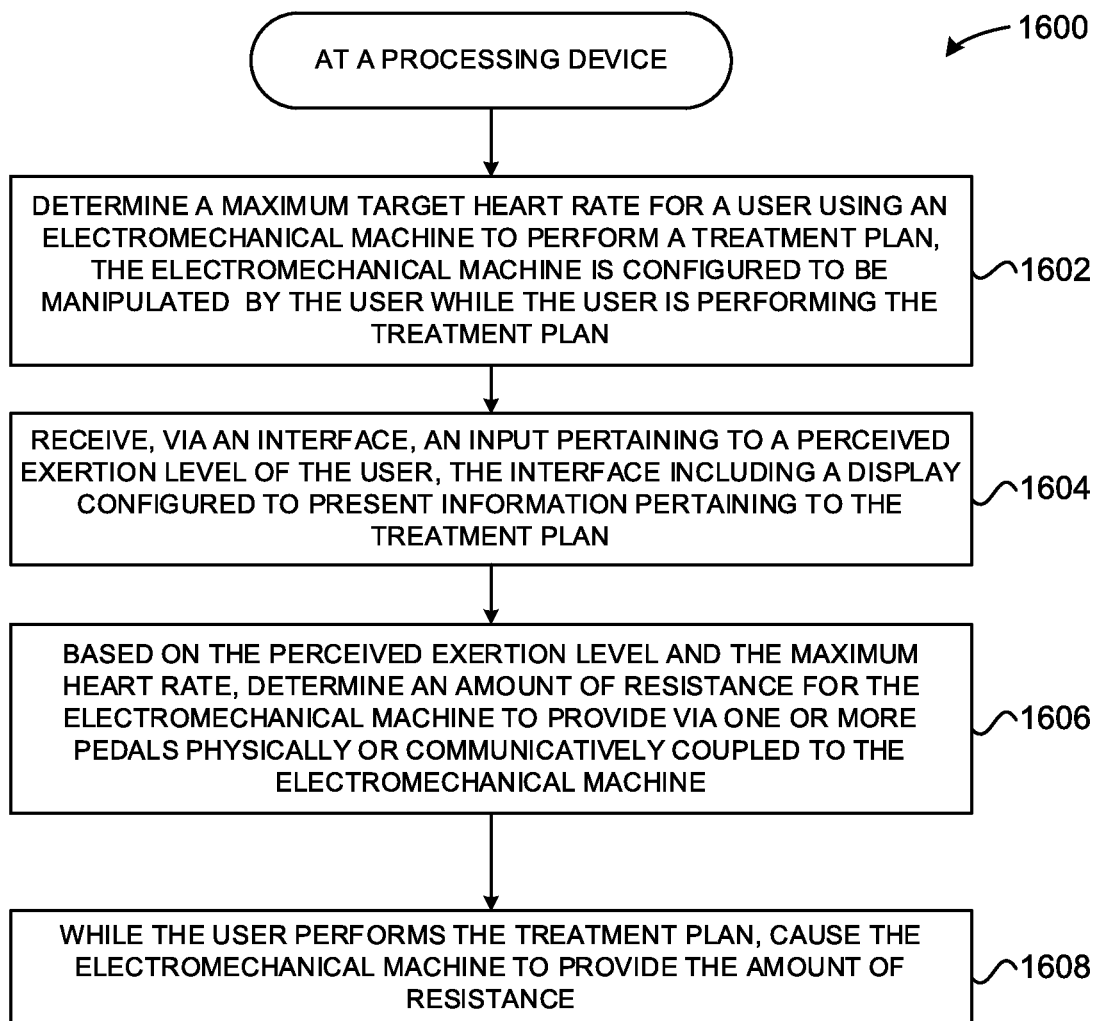 1600
AT A PROCESSING DEVICE
DETERMINE A MAXIMUM TARGET HEART RATE FOR A USER USING AN
ELECTROMECHANICAL MACHINE TO PERFORM A TREATMENT PLAN,
THE ELECTROMECHANICAL MACHINE IS CONFIGURED TO BE
MANIPULATED BY THE USER WHILE THE USER IS PERFORMING THE
TREATMENT PLAN
1602
RECEIVE, VIA AN INTERFACE, AN INPUT PERTAINING TO A PERCEIVED
EXERTION LEVEL OF THE USER, THE INTERFACE INCLUDING A DISPLAY
CONFIGURED TO PRESENT INFORMATION PERTAINING TO THE
TREATMENT PLAN
1604
BASED ON THE PERCEIVED EXERTION LEVEL AND THE MAXIMUM
HEART RATE, DETERMINE AN AMOUNT OF RESISTANCE FOR THE
ELECTROMECHANICAL MACHINE TO PROVIDE VIA ONE OR MORE
PEDALS PHYSICALLY OR COMMUNICATIVELY COUPLED TO THE
ELECTROMECHANICAL MACHINE
1606
WHILE THE USER PERFORMS THE TREATMENT PLAN, CAUSE THE
ELECTROMECHANICAL MACHINE TO PROVIDE THE AMOUNT OF
RESISTANCE
1608